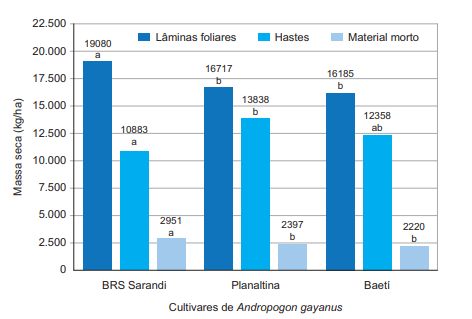 22.500
20.000
17.500
15.000
12.500
10.000
7.500
5.000
2.500
0
Massa seca (kg/ha)
Lâminas foliares Hastes Material morto
19080
a
10883
a
2951
a
16717
b
13838
b
2397
b
16185
b
12358
ab
2220
b
BRS Sarandi Planaltina Baetí
Cultivares de Andropogon gayanus